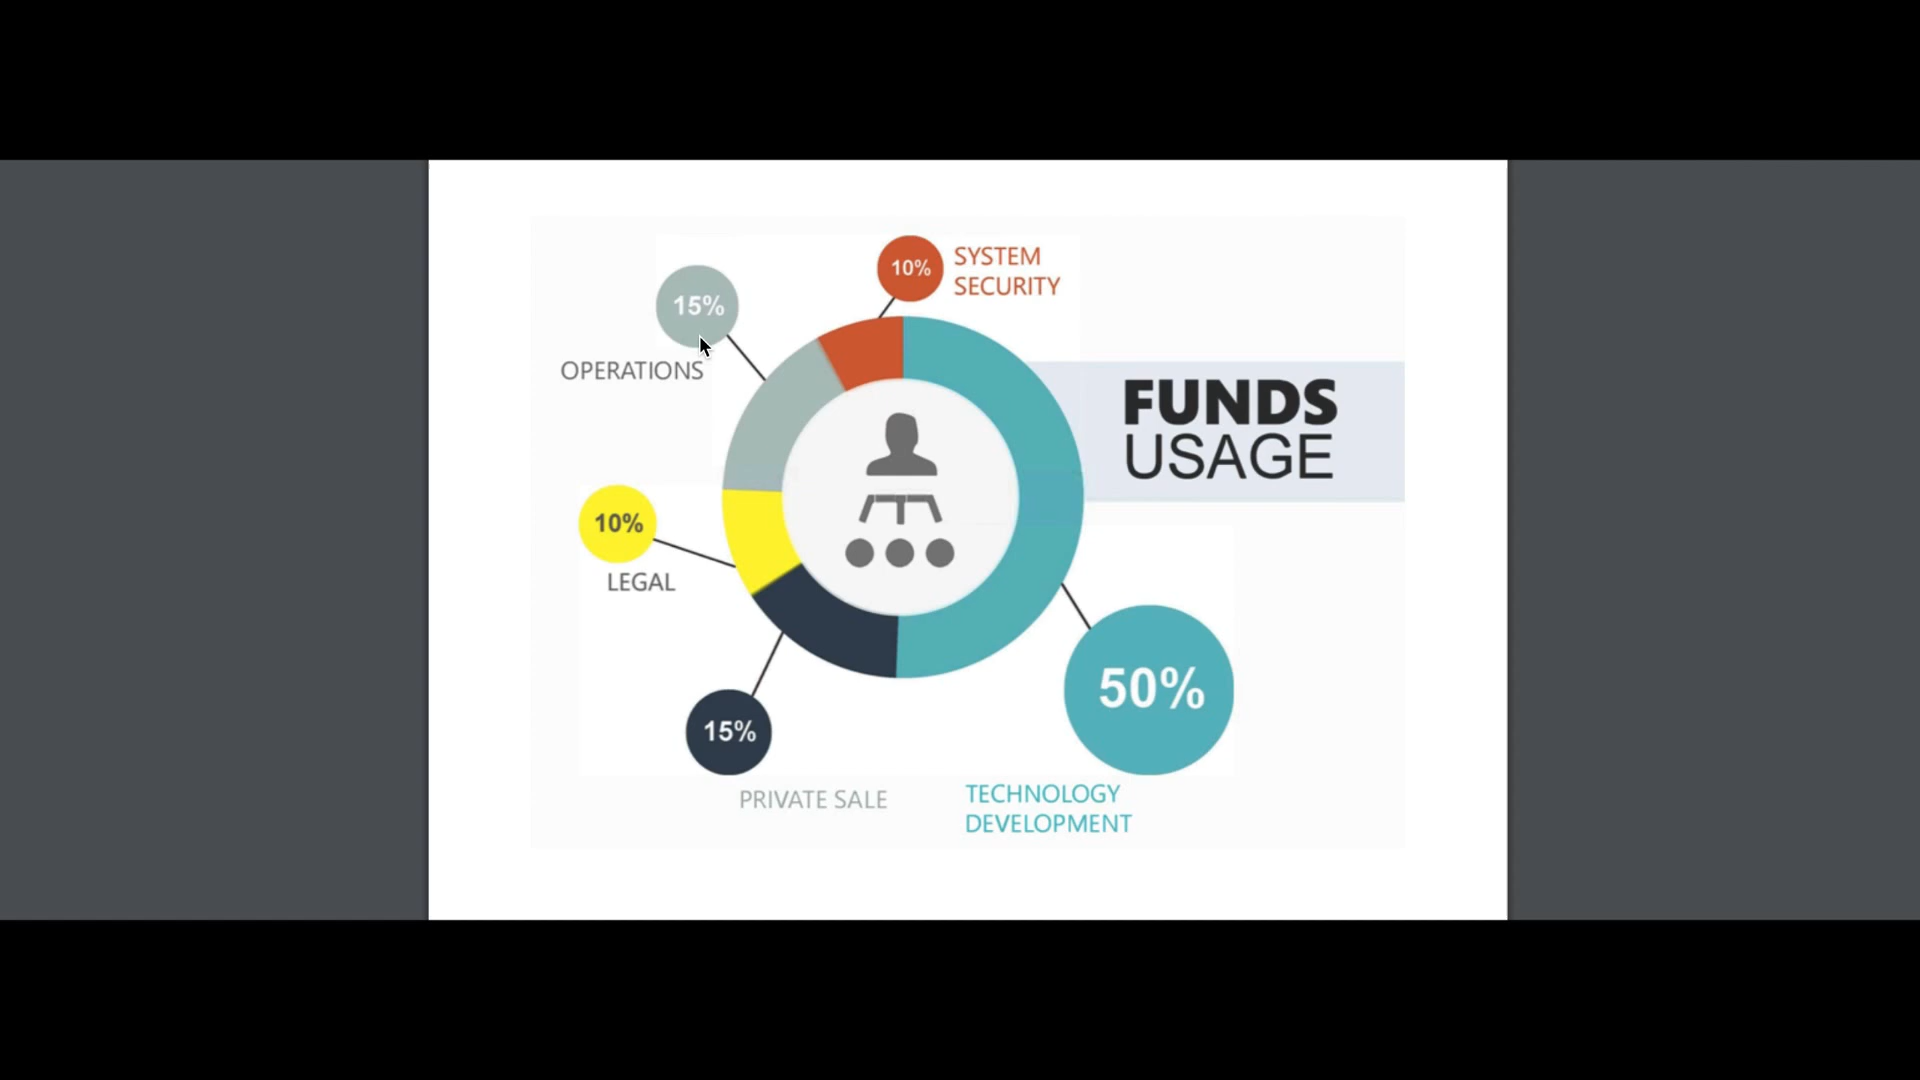 10%
SYSTEM
SECURITY
15%
OPERATIONS
FUNDS
USAGE
10%
LEGAL
50%
15%
PRIVATE SALE
TECHNOLOGY
DEVELOPMENT